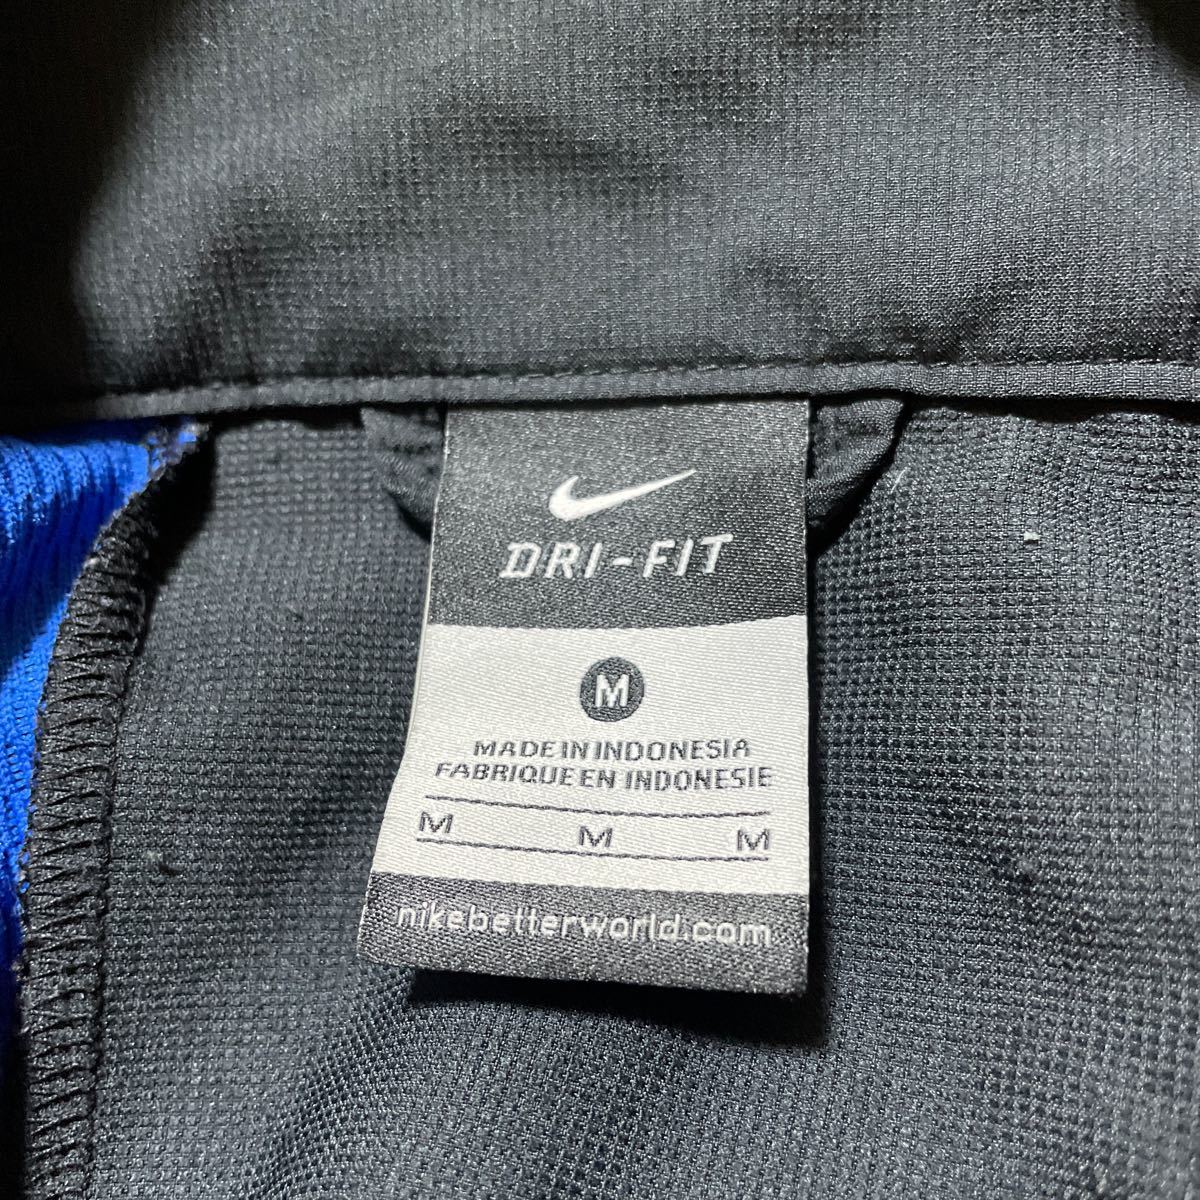 DRI-FIT
M
MADE IN INDONESIA
FABRIQUE EN INDONESIE
M M M
nikebetterworld.com